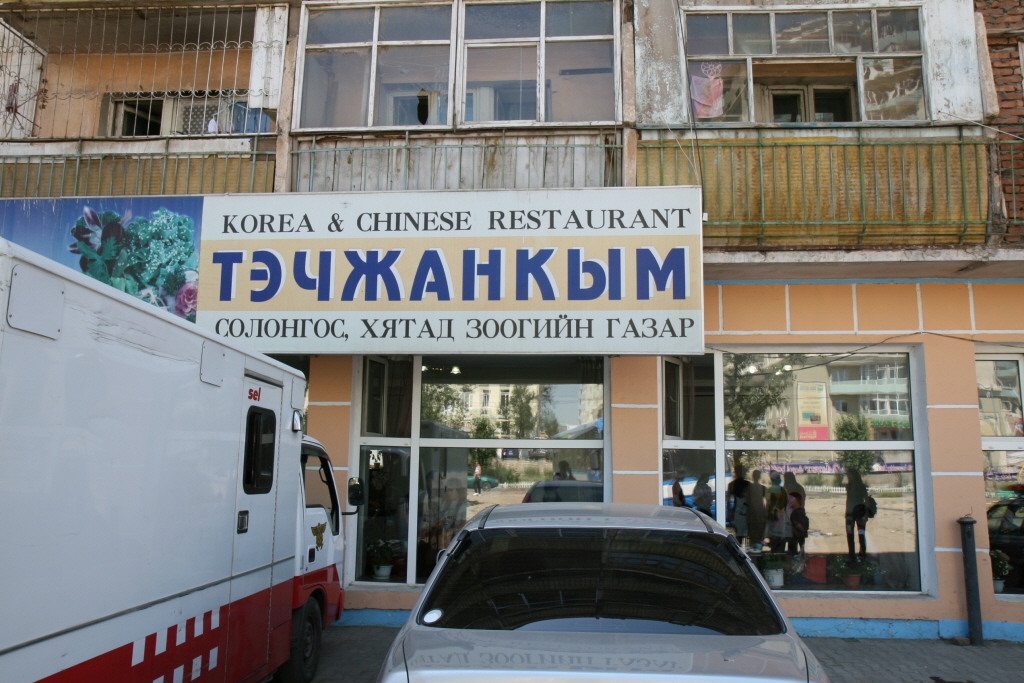 KOREA & CHINESE RESTAURANT
ТЭЧЖАНКЫМ
СОЛОНГОС, ХЯТАД ЗООГИЙН ГАЗАР
sel